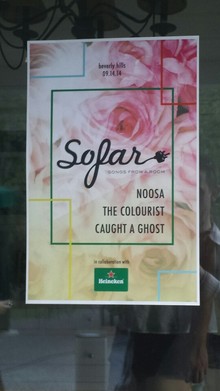 beverly hills
09.14.14
Sofar
SONGS FROM A ROOM
NOOSA
THE COLOURIST
CAUGHT A GHOST
in collaboration with
Heineken